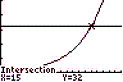 Intersection
X=15 Y=32